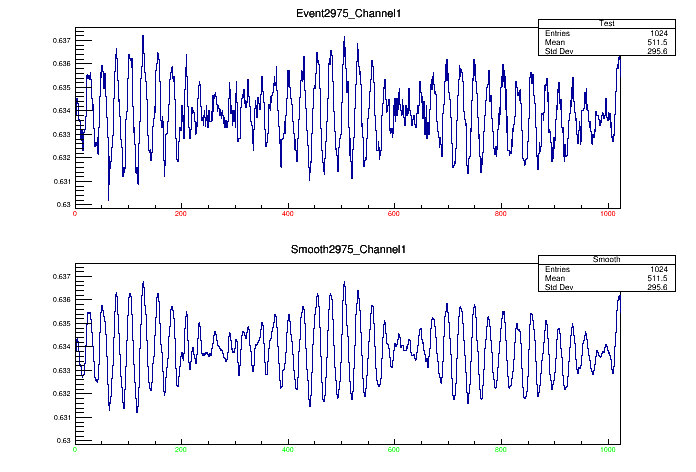 Event2975_Channel1
Test
Entries 1024
Mean 511.5
Std Dev 295.6
0.637
0.636
0.635
0.634
0.633
0.632
0.631
0.63
0 200 400 600 800 1000
Smooth2975_Channel1
Smooth
Entries 1024
Mean 511.5
Std Dev 295.6
0.637
0.636
0.635
0.634
0.633
0.632
0.631
0.63
0 200 400 600 800 1000